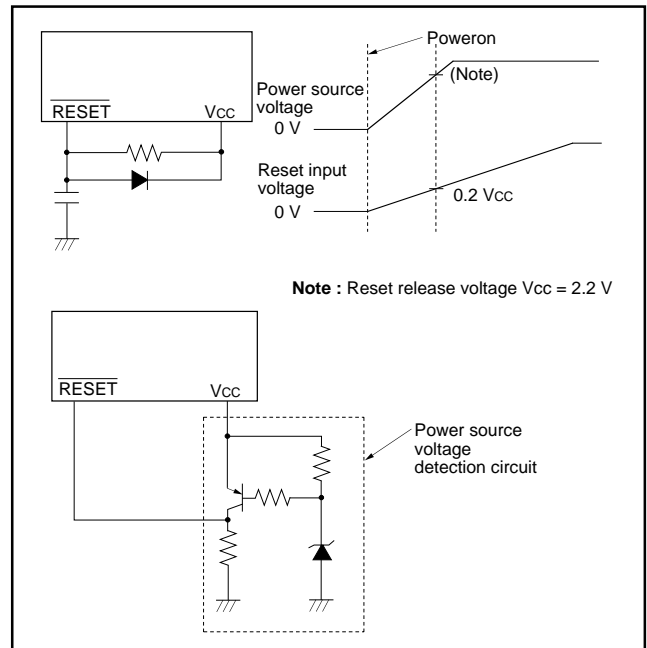 Poweron
(Note)
Power source
voltage
0 V
RESET
Vcc
Reset input
voltage
0 V
0.2 Vcc
Note : Reset release voltage Vcc = 2.2 V
RESET
Vcc
Power source
voltage
detection circuit